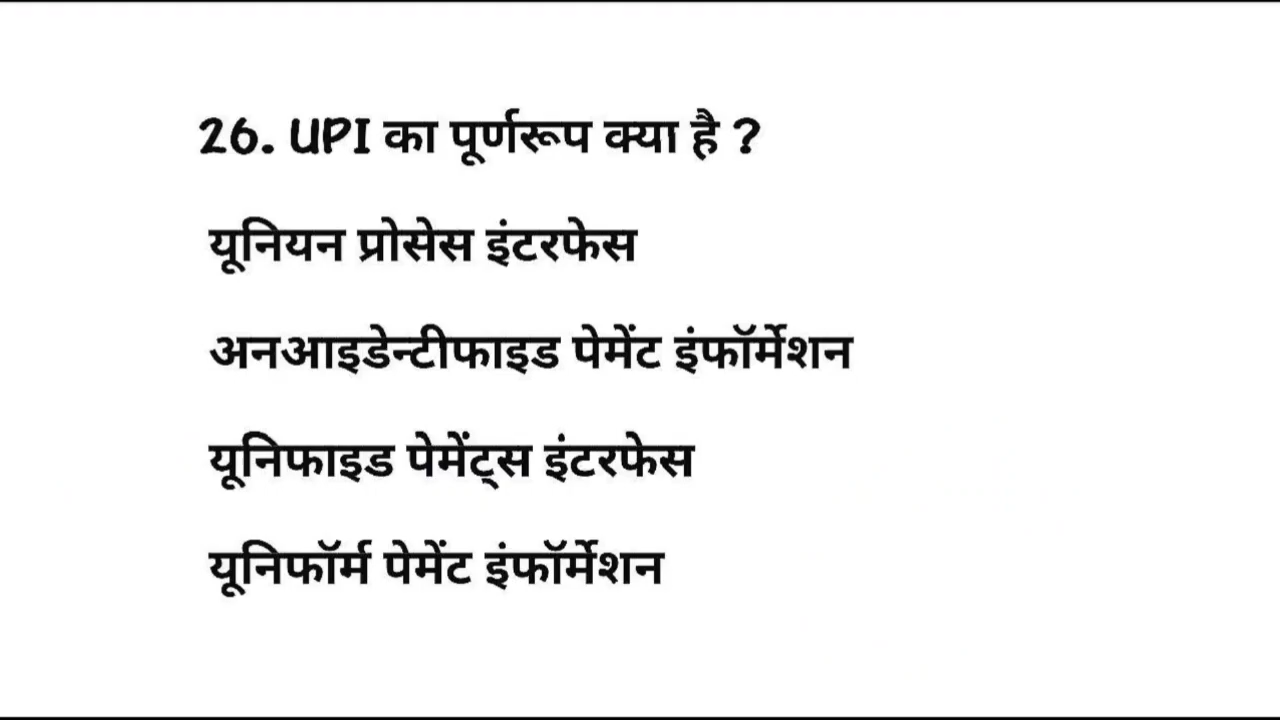 26. UPI का पूर्णरूप क्या है ?
यूनियन प्रोसेस इंटरफेस
अनआइडेन्टीफाइड पेमेंट इंफॉर्मेशन
यूनिफाइड पेमेंट्स इंटरफेस
यूनिफॉर्म पेमेंट इंफॉर्मेशन